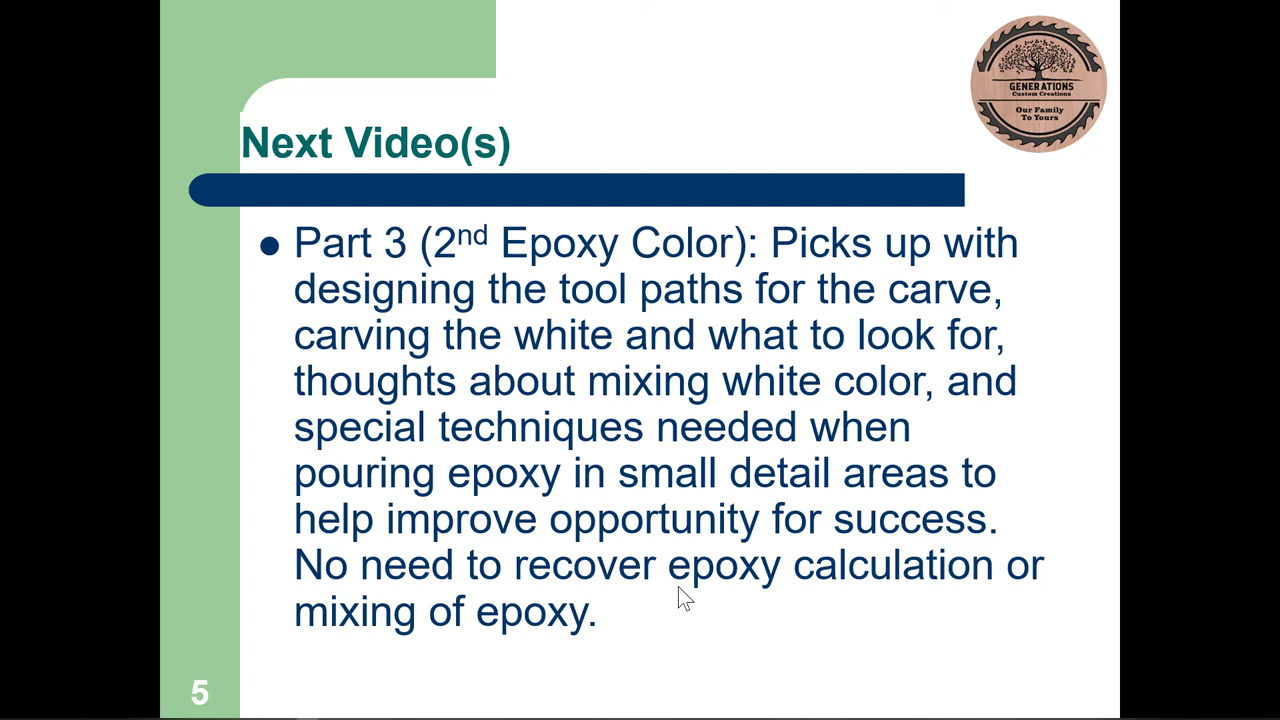 GENERATIONS
Custom Creations
Our Family
To Yours
Next Video(s)
Part 3 (2nd Epoxy Color): Picks up with
designing the tool paths for the carve,
carving the white and what to look for,
thoughts about mixing white color, and
special techniques needed when
pouring epoxy in small detail areas to
help improve opportunity for success.
No need to recover epoxy calculation or
mixing of epoxy.
5